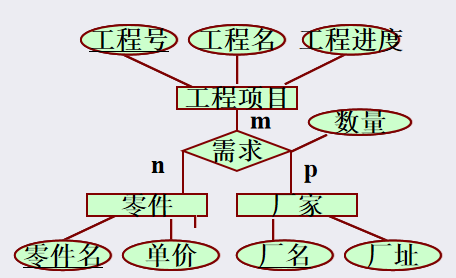 工程号 工程名 工程进度
工程项目
m
数量
需求
n p
零件 厂家
零件名 单价 厂名 厂址